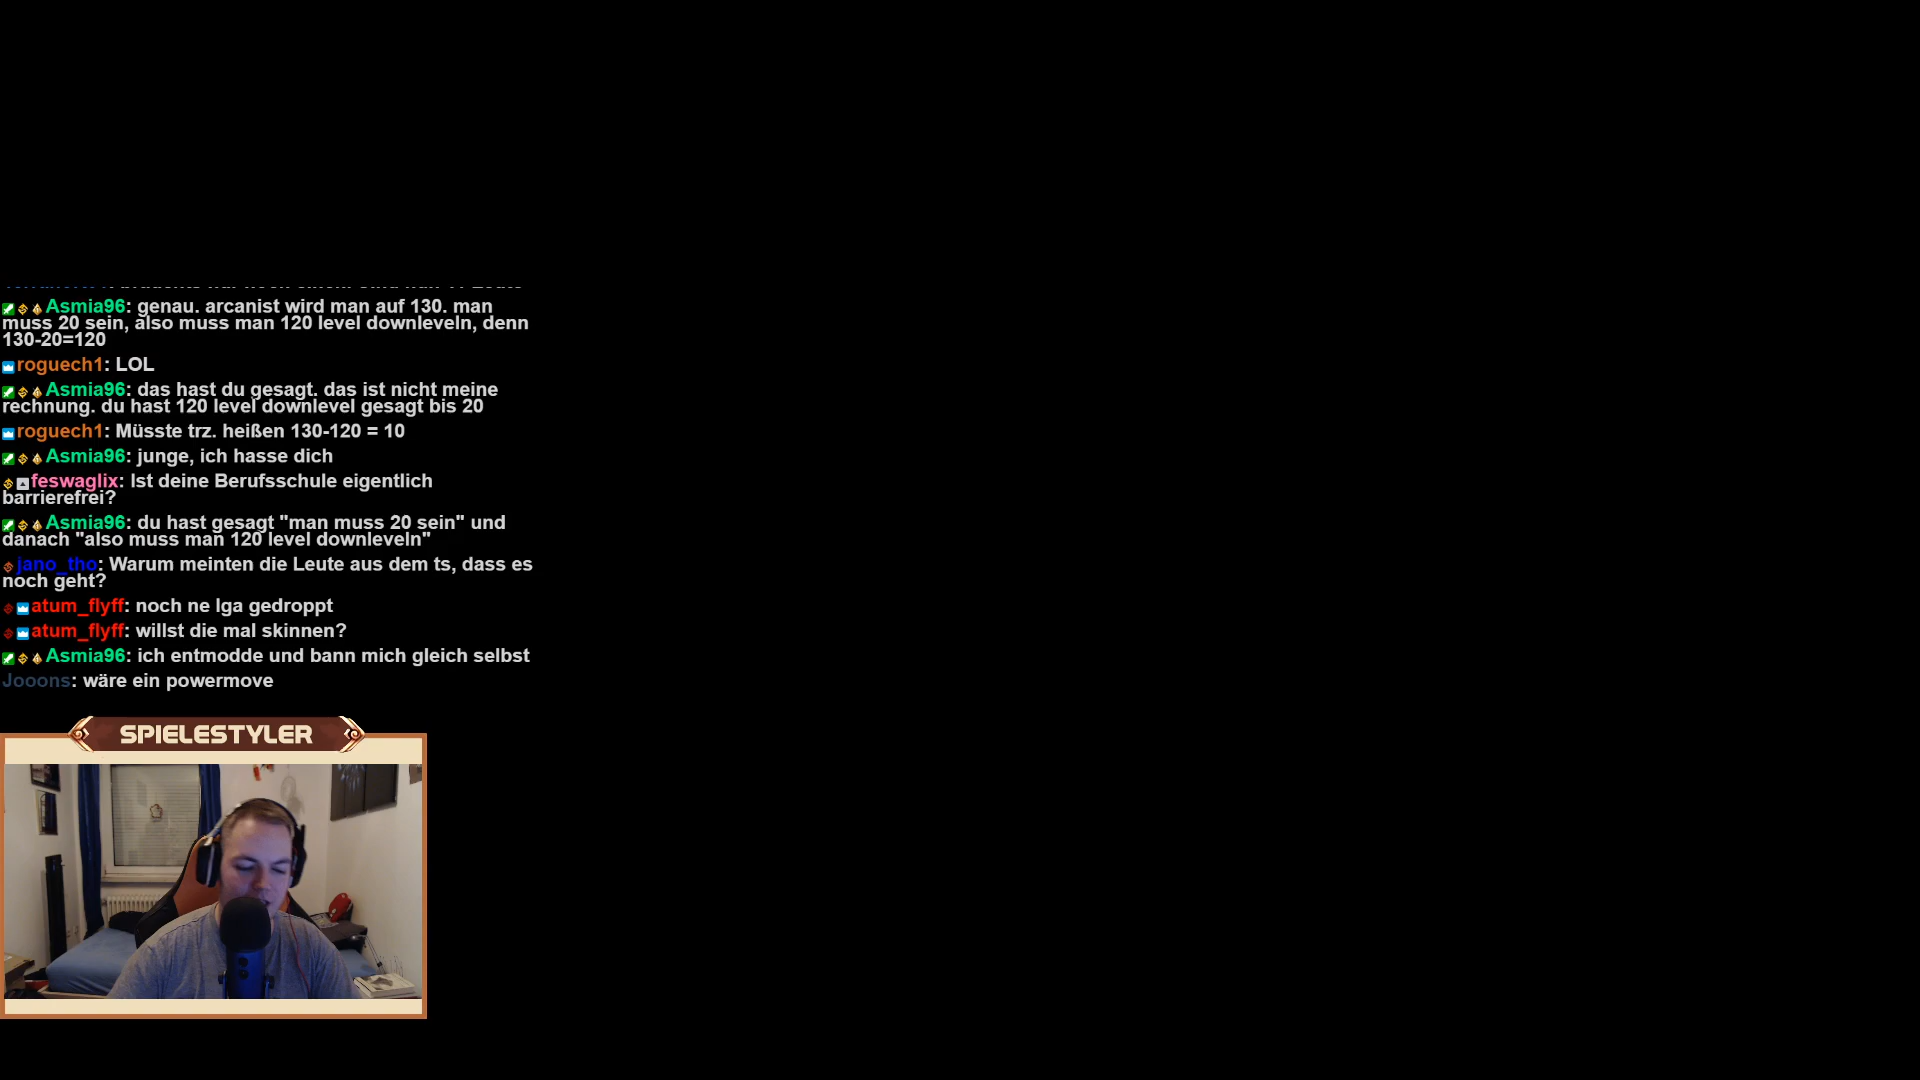 Asmia96: genau. arcanist wird man auf 130. man
muss 20 sein, also muss man 120 level downleveln, denn
130-20=120
roguech1: LOL
Asmia96: das hast du gesagt. das ist nicht meine
rechnung. du hast 120 level downlevel gesagt bis 20
roguech1: Müsste trz. heißen 130-120 = 10
Asmia96: junge, ich hasse dich
feswaglix: Ist deine Berufsschule eigentlich
barrierefrei?
Asmia96: du hast gesagt "man muss 20 sein" und
danach "also muss man 120 level downleveln"
jano_tho: Warum meinten die Leute aus dem ts, dass es
noch geht?
atum_flyff: noch ne lga gedroppt
atum_flyff: willst die mal skinnen?
Asmia96: ich entmodde und bann mich gleich selbst
Jooons: wäre ein powermove
SPIELESTYLER